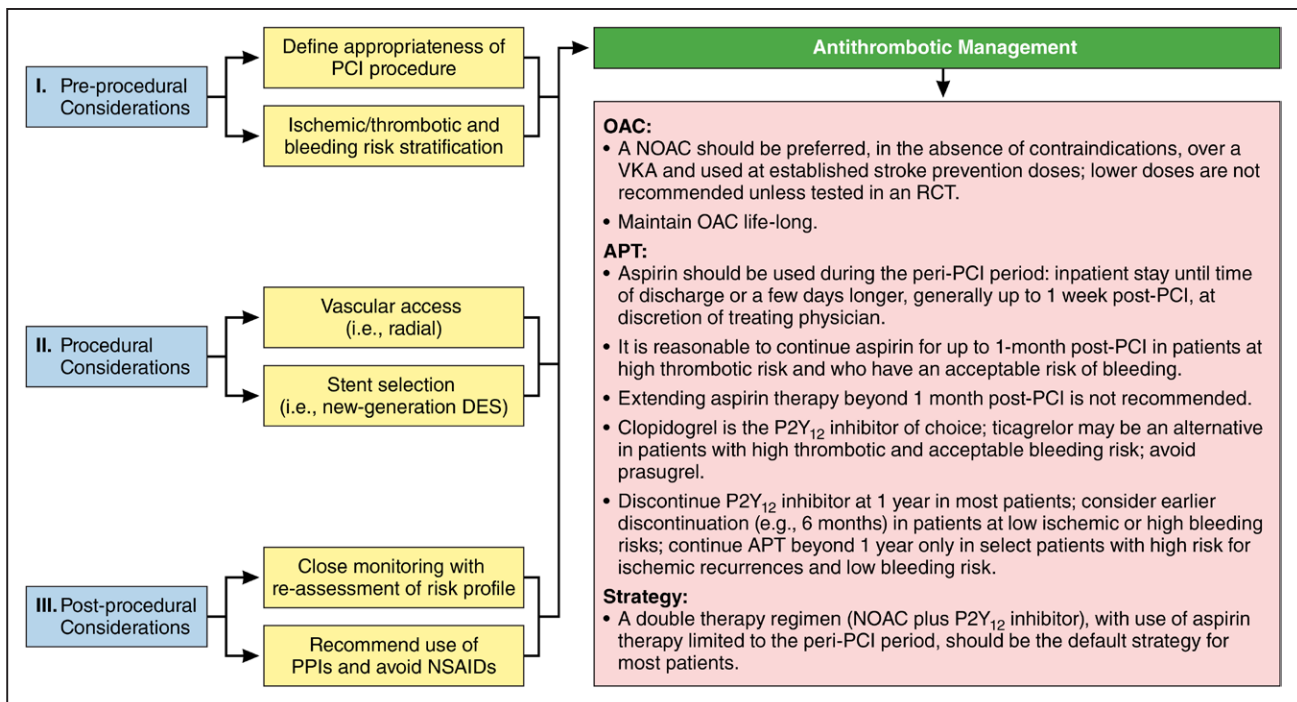 I. Pre-procedural
Considerations
Define appropriateness of
PCI procedure
Ischemic/thrombotic and
bleeding risk stratification
II. Procedural
Considerations
Vascular access
(i.e., radial)
Stent selection
(i.e., new-generation DES)
III. Post-procedural
Considerations
Close monitoring with
re-assessment of risk profile
Recommend use of
PPIs and avoid NSAIDs
Antithrombotic Management
OAC:
• A NOAC should be preferred, in the absence of contraindications, over a
VKA and used at established stroke prevention doses; lower doses are not
recommended unless tested in an RCT.
• Maintain OAC life-long.
APT:
• Aspirin should be used during the peri-PCI period: inpatient stay until time
of discharge or a few days longer, generally up to 1 week post-PCI, at
discretion of treating physician.
• It is reasonable to continue aspirin for up to 1-month post-PCI in patients at
high thrombotic risk and who have an acceptable risk of bleeding.
• Extending aspirin therapy beyond 1 month post-PCI is not recommended.
• Clopidogrel is the P2Y₁₂ inhibitor of choice; ticagrelor may be an alternative
in patients with high thrombotic and acceptable bleeding risk; avoid
prasugrel.
• Discontinue P2Y₁₂ inhibitor at 1 year in most patients; consider earlier
discontinuation (e.g., 6 months) in patients at low ischemic or high bleeding
risks; continue APT beyond 1 year only in select patients with high risk for
ischemic recurrences and low bleeding risk.
Strategy:
• A double therapy regimen (NOAC plus P2Y₁₂ inhibitor), with use of aspirin
therapy limited to the peri-PCI period, should be the default strategy for
most patients.